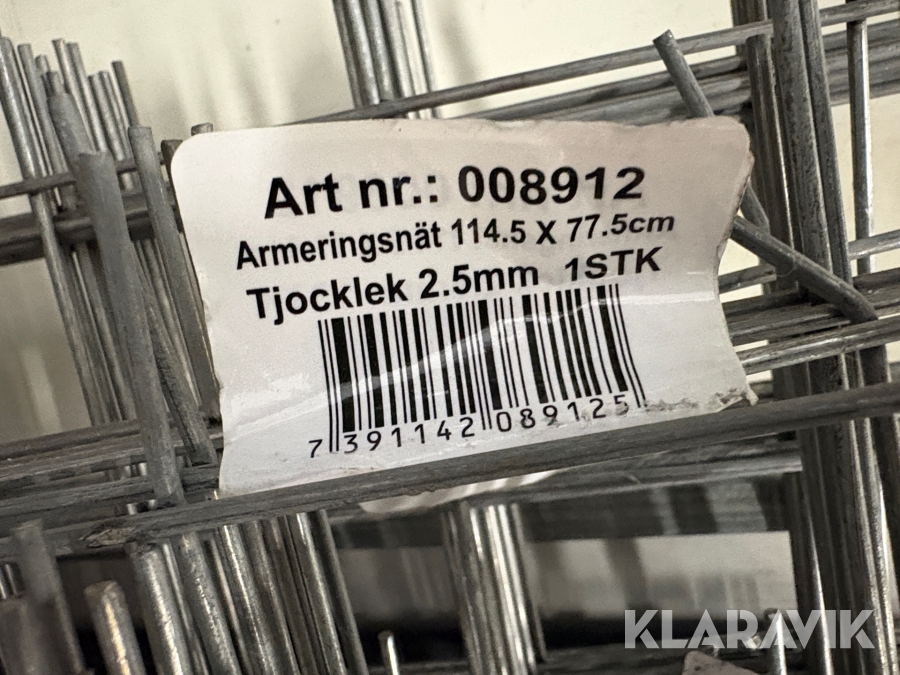 Art nr.: 008912
Armeringsnät 114.5 X 77.5cm
Tjocklek 2.5mm 1STK
7 391142 089125
KLARAVIK